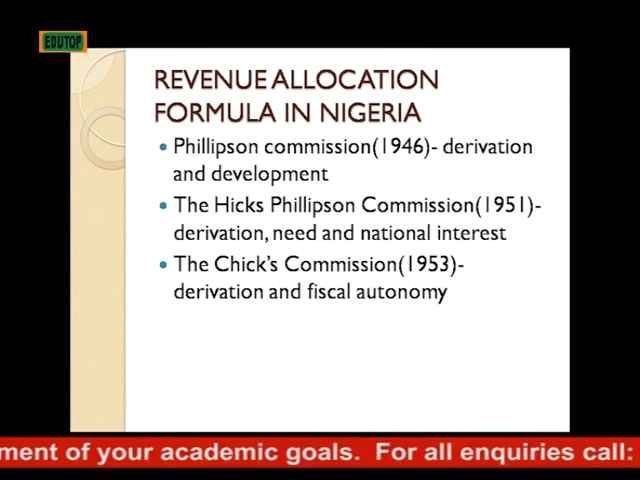 EDUTOP
REVENUE ALLOCATION
FORMULA IN NIGERIA
• Phillipson commission(1946)- derivation
and development
• The Hicks Phillipson Commission(1951)-
derivation, need and national interest
• The Chick's Commission(1953)-
derivation and fiscal autonomy
ment of your academic goals.  For all enquiries call: